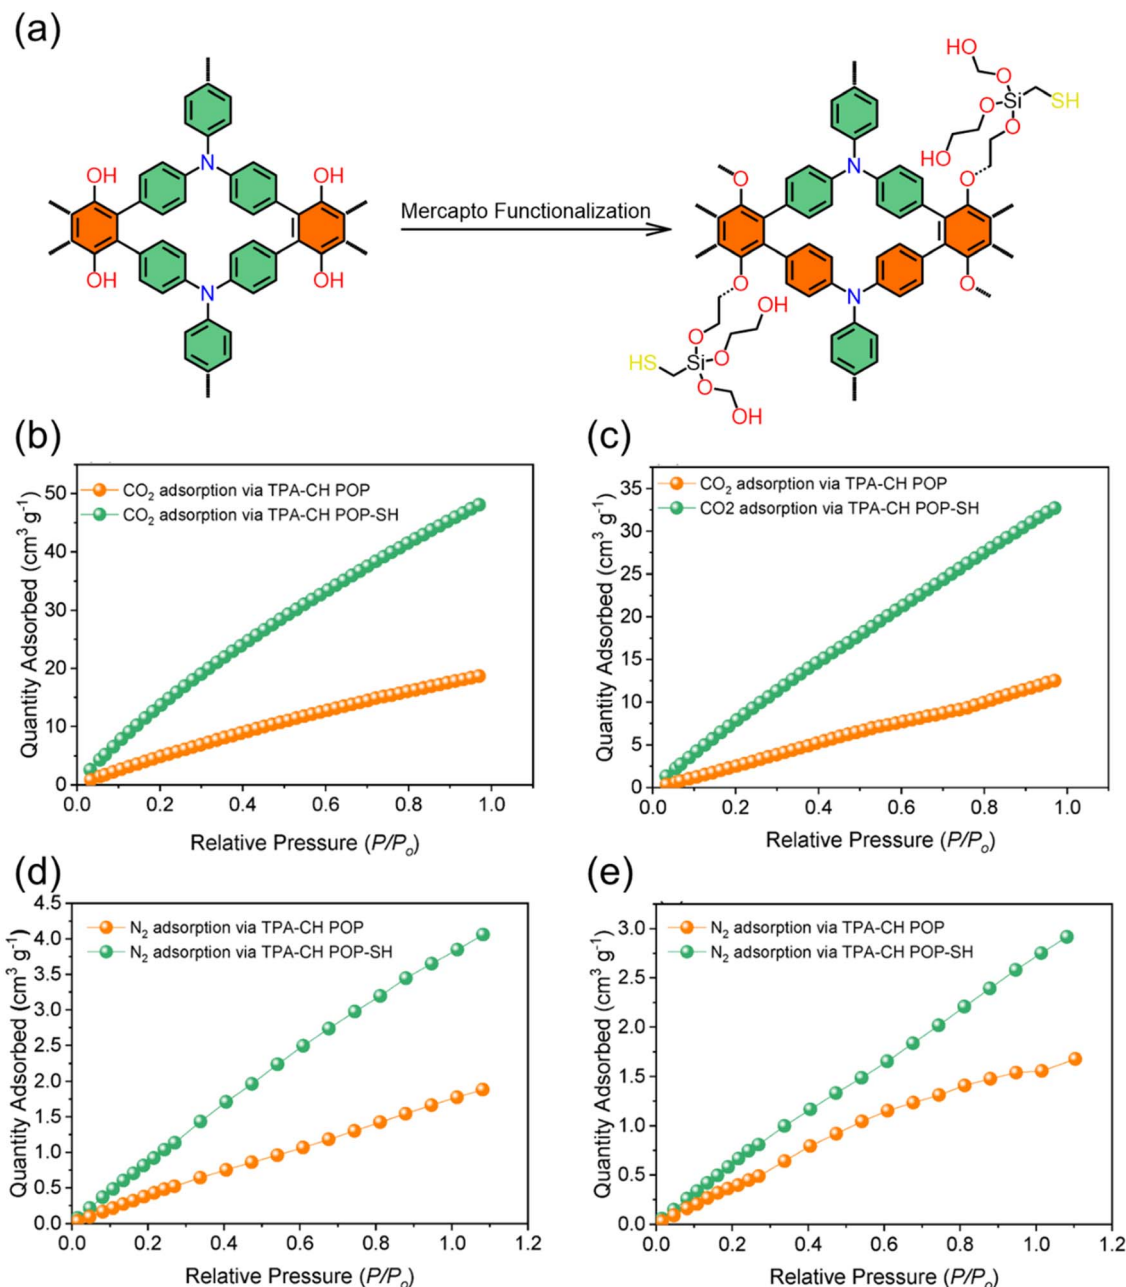 (a)
HO
O
O
Si
SH
O
HO
O
N
OH
OH
N
O
O
Mercapto Functionalization
OH
OH
N
O
OH
N
O
O
HS
Si
O
O
OH
(b)
CO₂ adsorption via TPA-CH POP
CO₂ adsorption via TPA-CH POP-SH
Quantity Adsorbed (cm³ g⁻¹)
50
40
30
20
10
0
0.0 0.2 0.4 0.6 0.8 1.0
Relative Pressure (P/Pₒ)
(c)
CO₂ adsorption via TPA-CH POP
CO2 adsorption via TPA-CH POP-SH
Quantity Adsorbed (cm³ g⁻¹)
35
30
25
20
15
10
5
0
0.0 0.2 0.4 0.6 0.8 1.0
Relative Pressure (P/Pₒ)
(d)
N₂ adsorption via TPA-CH POP
N₂ adsorption via TPA-CH POP-SH
Quantity Adsorbed (cm³ g⁻¹)
4.5
4.0
3.5
3.0
2.5
2.0
1.5
1.0
0.5
0.0
0.0 0.2 0.4 0.6 0.8 1.0 1.2
Relative Pressure (P/Pₒ)
(e)
N₂ adsorption via TPA-CH POP
N₂ adsorption via TPA-CH POP-SH
Quantity Adsorbed (cm³ g⁻¹)
3.0
2.5
2.0
1.5
1.0
0.5
0.0
0.0 0.2 0.4 0.6 0.8 1.0 1.2
Relative Pressure (P/Pₒ)